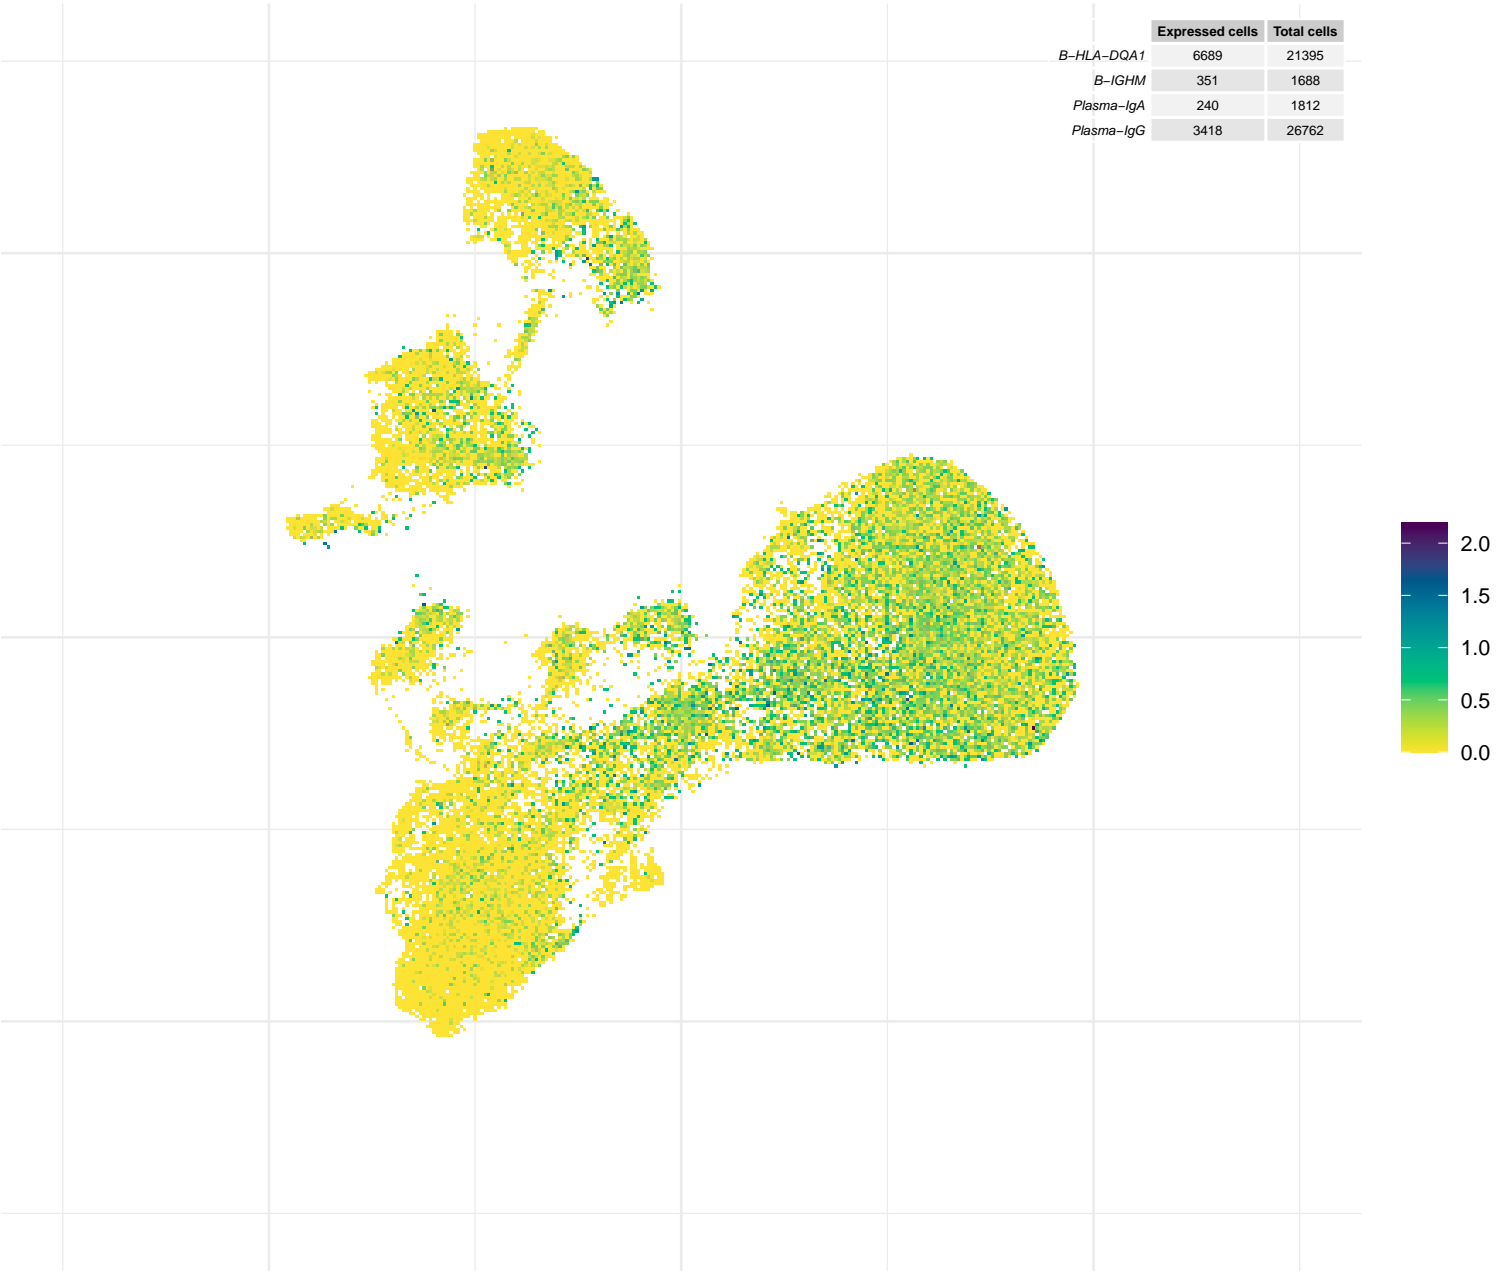 Expressed cells Total cells
B−HLA−DQA1 6689 21395
B−IGHM 351 1688
Plasma−IgA 240 1812
Plasma−IgG 3418 26762
2.0
1.5
1.0
0.5
0.0